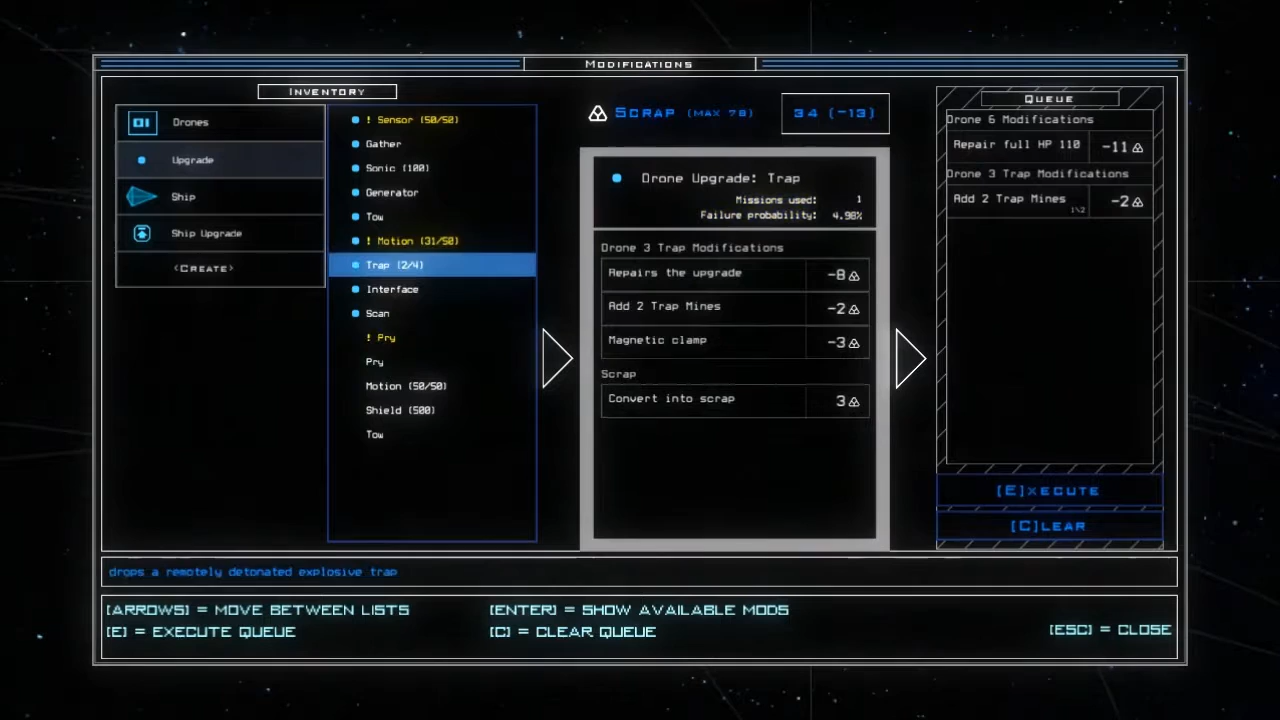 MODIFICATIONS
INVENTORY
Drones
Upgrade
Ship
Ship Upgrade
<CREATE>
! Sensor (50/50)
Gather
Sonic (100)
Generator
Tow
! Motion (31/50)
Trap (2/4)
Interface
Scan
! Pry
Pry
Motion (50/50)
Shield (500)
Tow
SCRAP (MAX 78)
34 (-13)
Drone Upgrade: Trap
Missions used: 1
Failure probability: 4.98%
Drone 3 Trap Modifications
Repairs the upgrade -8
Add 2 Trap Mines -2
Magnetic clamp -3
Scrap
Convert into scrap 3
QUEUE
Drone 6 Modifications
Repair full HP 110 -11
Drone 3 Trap Modifications
Add 2 Trap Mines 1\2 -2
[E]XECUTE
[C]LEAR
drops a remotely detonated explosive trap
[ARROWS] = MOVE BETWEEN LISTS
[ENTER] = SHOW AVAILABLE MODS
[E] = EXECUTE QUEUE
[C] = CLEAR QUEUE
[ESC] = CLOSE